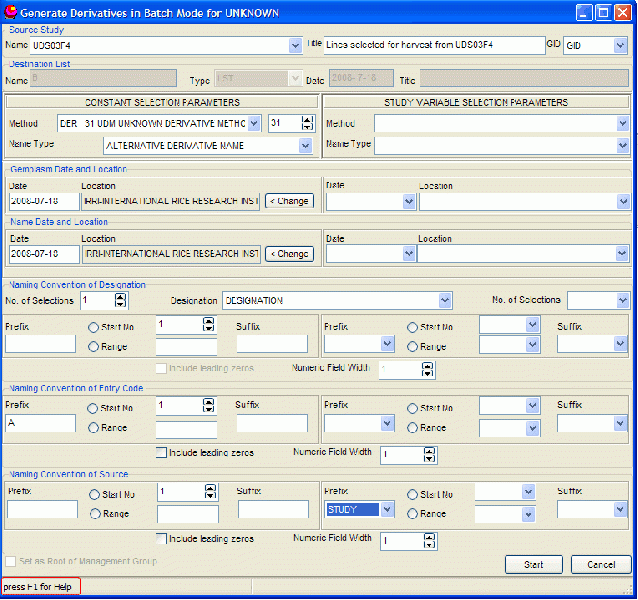 Generate Derivatives in Batch Mode for UNKNOWN
Source Study
Name UDS03F4 Title Lines selected for harvest from UDS03F4 GID GID
Destination List
Name 8 Type LST Date 2008-7-18 Title
CONSTANT SELECTION PARAMETERS STUDY VARIABLE SELECTION PARAMETERS
Method DER 31 UDM UNKNOWN DERIVATIVE METHC 31 Method
Name Type ALTERNATIVE DERIVATIVE NAME Name Type
Germplasm Date and Location
Date Location Date Location
2008-07-18 IRRI-INTERNATIONAL RICE RESEARCH INST < Change
Name Date and Location
Date Location Date Location
2008-07-18 IRRI-INTERNATIONAL RICE RESEARCH INST < Change
Naming Convention of Designation
No. of Selections 1 Designation DESIGNATION No. of Selections
Prefix Start No 1 Suffix Prefix Start No Suffix
Range Range
Include leading zeros Numeric Field Width 1
Naming Convention of Entry Code
Prefix Start No 1 Suffix Prefix Start No Suffix
A Range Range
Include leading zeros Numeric Field Width 1
Naming Convention of Source
Prefix Start No 1 Suffix Prefix Start No Suffix
Range STUDY Range
Include leading zeros Numeric Field Width 1
Set as Root of Management Group
Start Cancel
press F1 for Help